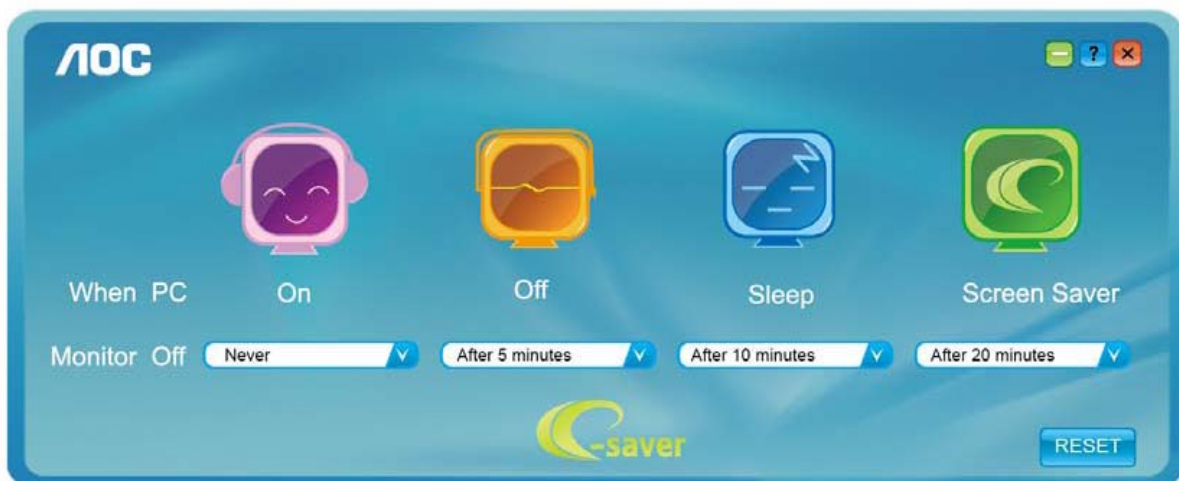 AOC
?
When PC On Off Sleep Screen Saver
Monitor Off Never After 5 minutes After 10 minutes After 20 minutes
e-saver
RESET